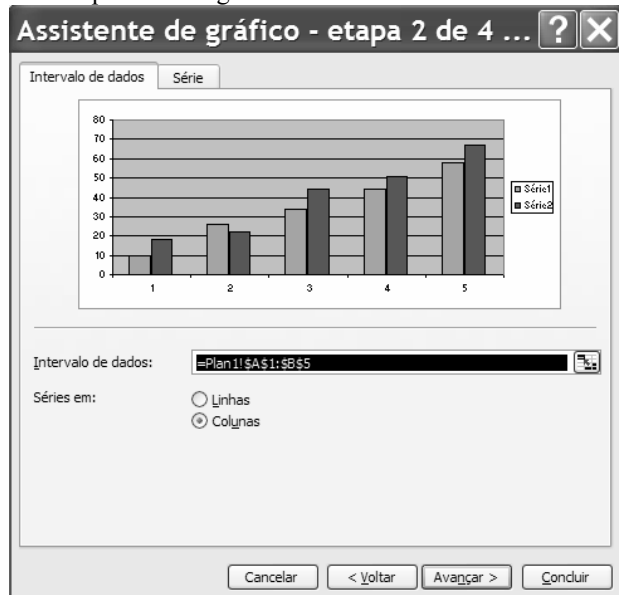 Assistente de gráfico - etapa 2 de 4 ... ? X
Intervalo de dados Série
80
70
60
50
40
30
20
10
0
1 2 3 4 5
Série1
Série2
Intervalo de dados: =Plan1!$A$1:$B$5
Séries em: Linhas
Colunas
Cancelar < Voltar Avançar > Concluir